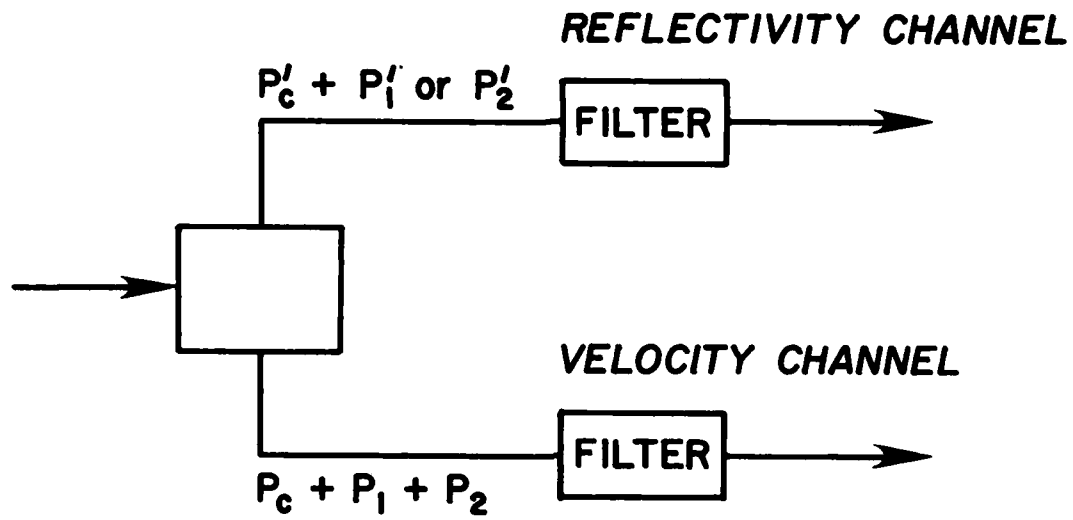 REFLECTIVITY CHANNEL
P'c + P'1 or P'2
FILTER
VELOCITY CHANNEL
FILTER
Pc + P1 + P2